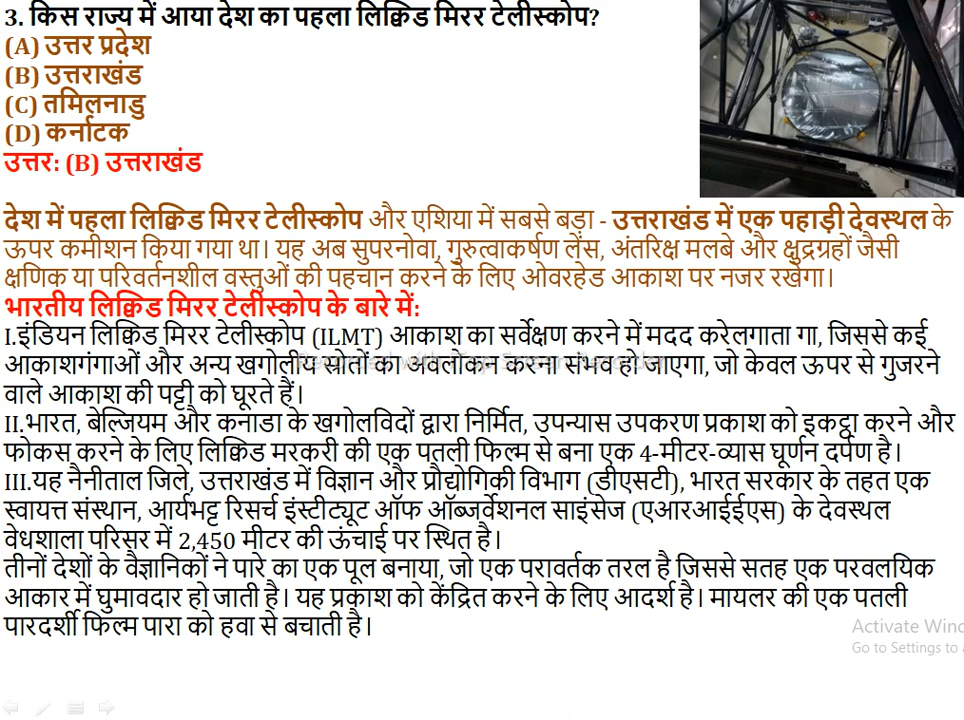 3. किस राज्य में आया देश का पहला लिक्विड मिरर टेलीस्कोप?
(A) उत्तर प्रदेश
(B) उत्तराखंड
(C) तमिलनाडु
(D) कर्नाटक
उत्तर: (B) उत्तराखंड
देश में पहला लिक्विड मिरर टेलीस्कोप और एशिया में सबसे बड़ा - उत्तराखंड में एक पहाड़ी देवस्थल के
ऊपर कमीशन किया गया था। यह अब सुपरनोवा, गुरुत्वाकर्षण लेंस, अंतरिक्ष मलबे और क्षुद्रग्रहों जैसी
क्षणिक या परिवर्तनशील वस्तुओं की पहचान करने के लिए ओवरहेड आकाश पर नजर रखेगा।
भारतीय लिक्विड मिरर टेलीस्कोप के बारे में:
I.इंडियन लिक्विड मिरर टेलीस्कोप (ILMT) आकाश का सर्वेक्षण करने में मदद करेलगाता गा, जिससे कई
आकाशगंगाओं और अन्य खगोलीय स्रोतों का अवलोकन करना संभव हो जाएगा, जो केवल ऊपर से गुजरने
वाले आकाश की पट्टी को घूरते हैं।
II.भारत, बेल्जियम और कनाडा के खगोलविदों द्वारा निर्मित, उपन्यास उपकरण प्रकाश को इकट्ठा करने और
फोकस करने के लिए लिक्विड मरकरी की एक पतली फिल्म से बना एक 4-मीटर-व्यास घूर्णन दर्पण है।
III.यह नैनीताल जिले, उत्तराखंड में विज्ञान और प्रौद्योगिकी विभाग (डीएसटी), भारत सरकार के तहत एक
स्वायत्त संस्थान, आर्यभट्ट रिसर्च इंस्टीट्यूट ऑफ ऑब्जर्वेशनल साइंसेज (एआरआईईएस) के देवस्थल
वेधशाला परिसर में 2,450 मीटर की ऊंचाई पर स्थित है।
तीनों देशों के वैज्ञानिकों ने पारे का एक पूल बनाया, जो एक परावर्तक तरल है जिससे सतह एक परवलयिक
आकार में घुमावदार हो जाती है। यह प्रकाश को केंद्रित करने के लिए आदर्श है। मायलर की एक पतली
पारदर्शी फिल्म पारा को हवा से बचाती है।
Activate Winc
Go to Settings to